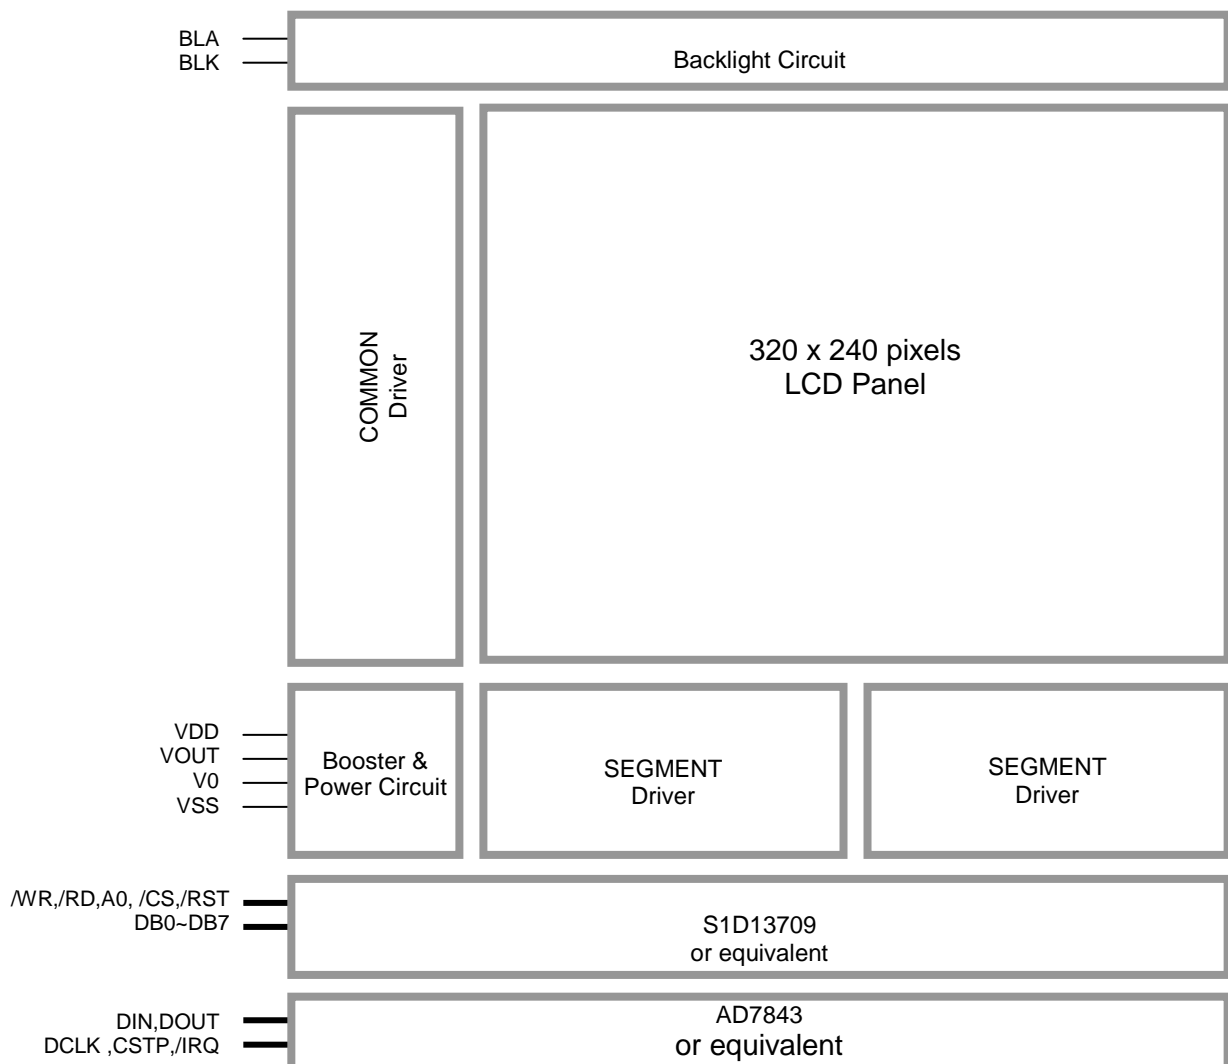 BLA
BLK
Backlight Circuit
COMMON
Driver
320 x 240 pixels
LCD Panel
VDD
VOUT
V0
VSS
Booster &
Power Circuit
SEGMENT
Driver
SEGMENT
Driver
/WR,/RD,A0, /CS,/RST
DB0~DB7
S1D13709
or equivalent
DIN,DOUT
DCLK ,CSTP,/IRQ
AD7843
or equivalent